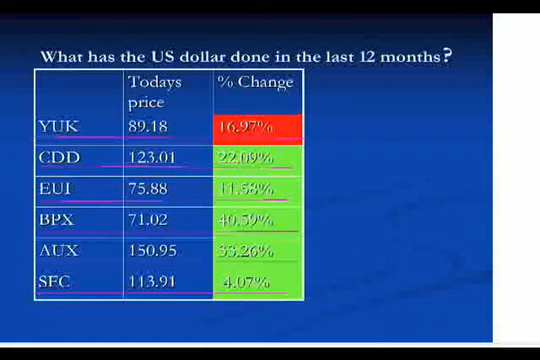 What has the US dollar done in the last 12 months?
Todays price % Change
YUK 89.18 16.97%
CDD 123.01 22.09%
EUI 75.88 11.58%
BPX 71.02 40.59%
AUX 150.95 33.26%
SFC 113.91 4.07%